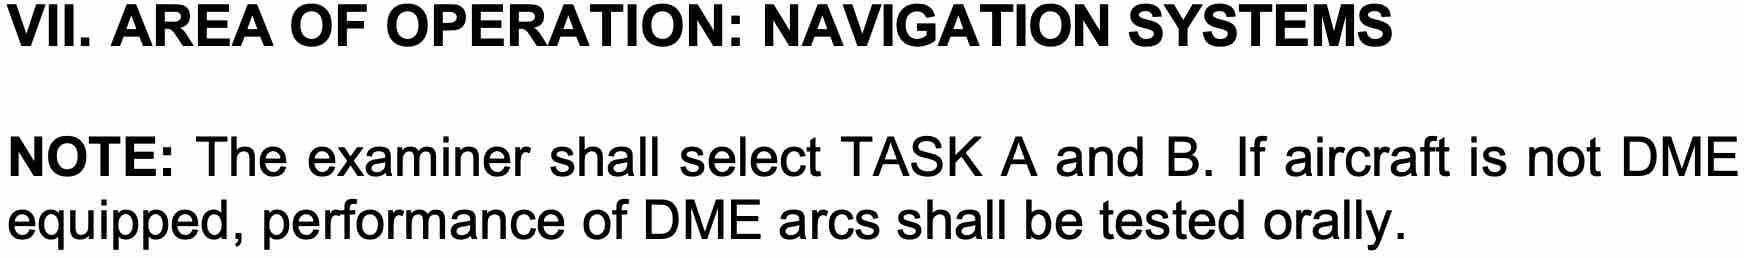 VII. AREA OF OPERATION: NAVIGATION SYSTEMS
NOTE: The examiner shall select TASK A and B. If aircraft is not DME
equipped, performance of DME arcs shall be tested orally.